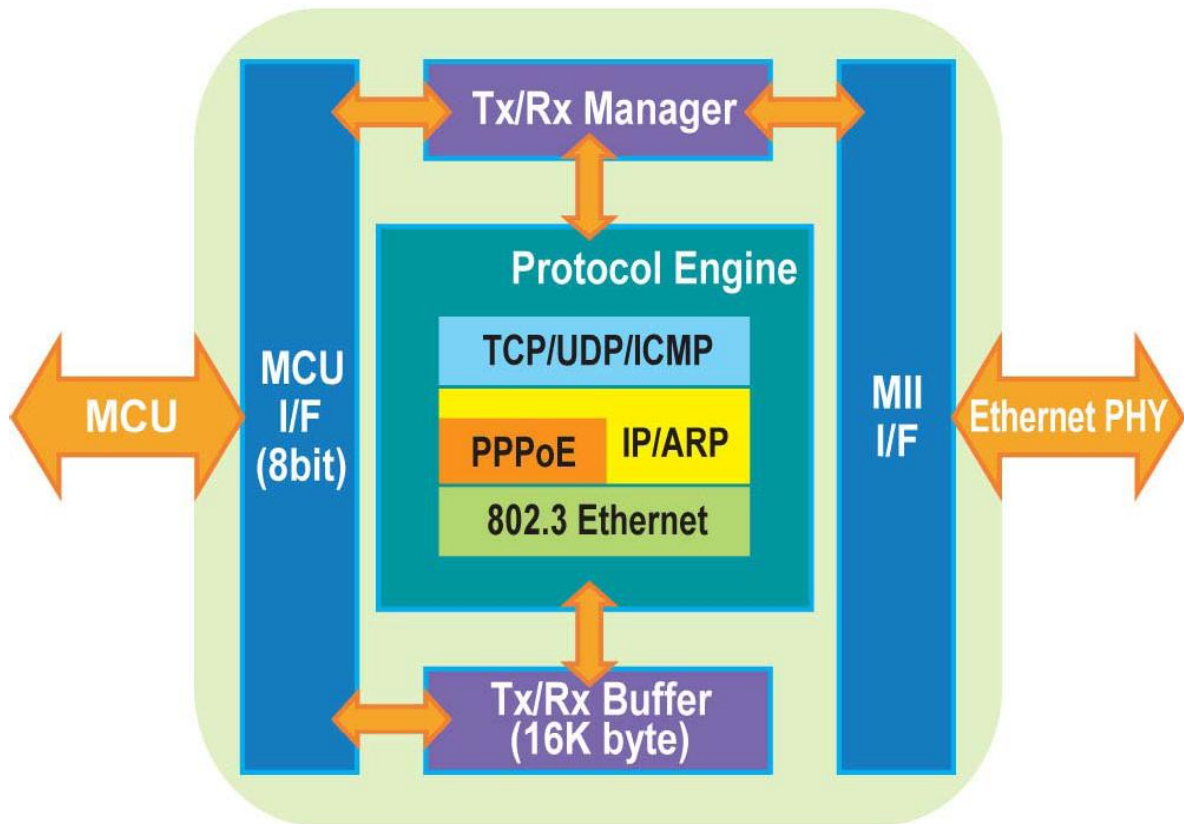 Tx/Rx Manager
Protocol Engine
TCP/UDP/ICMP
MCU
MCU
I/F
(8bit)
PPPoE
IP/ARP
MII
I/F
Ethernet PHY
802.3 Ethernet
Tx/Rx Buffer
(16K byte)